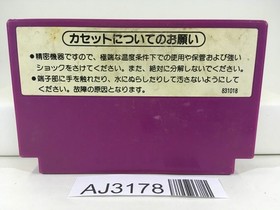 カセットについてのお願い
●精密機器ですので、極端な温度条件下での使用や保管および強い
ショックをさけてください。また、絶対に分解しないでください。
●端子部に手を触れたり、水にぬらしたりして汚さないようにして
ください。故障の原因となります。
831018
AJ3178